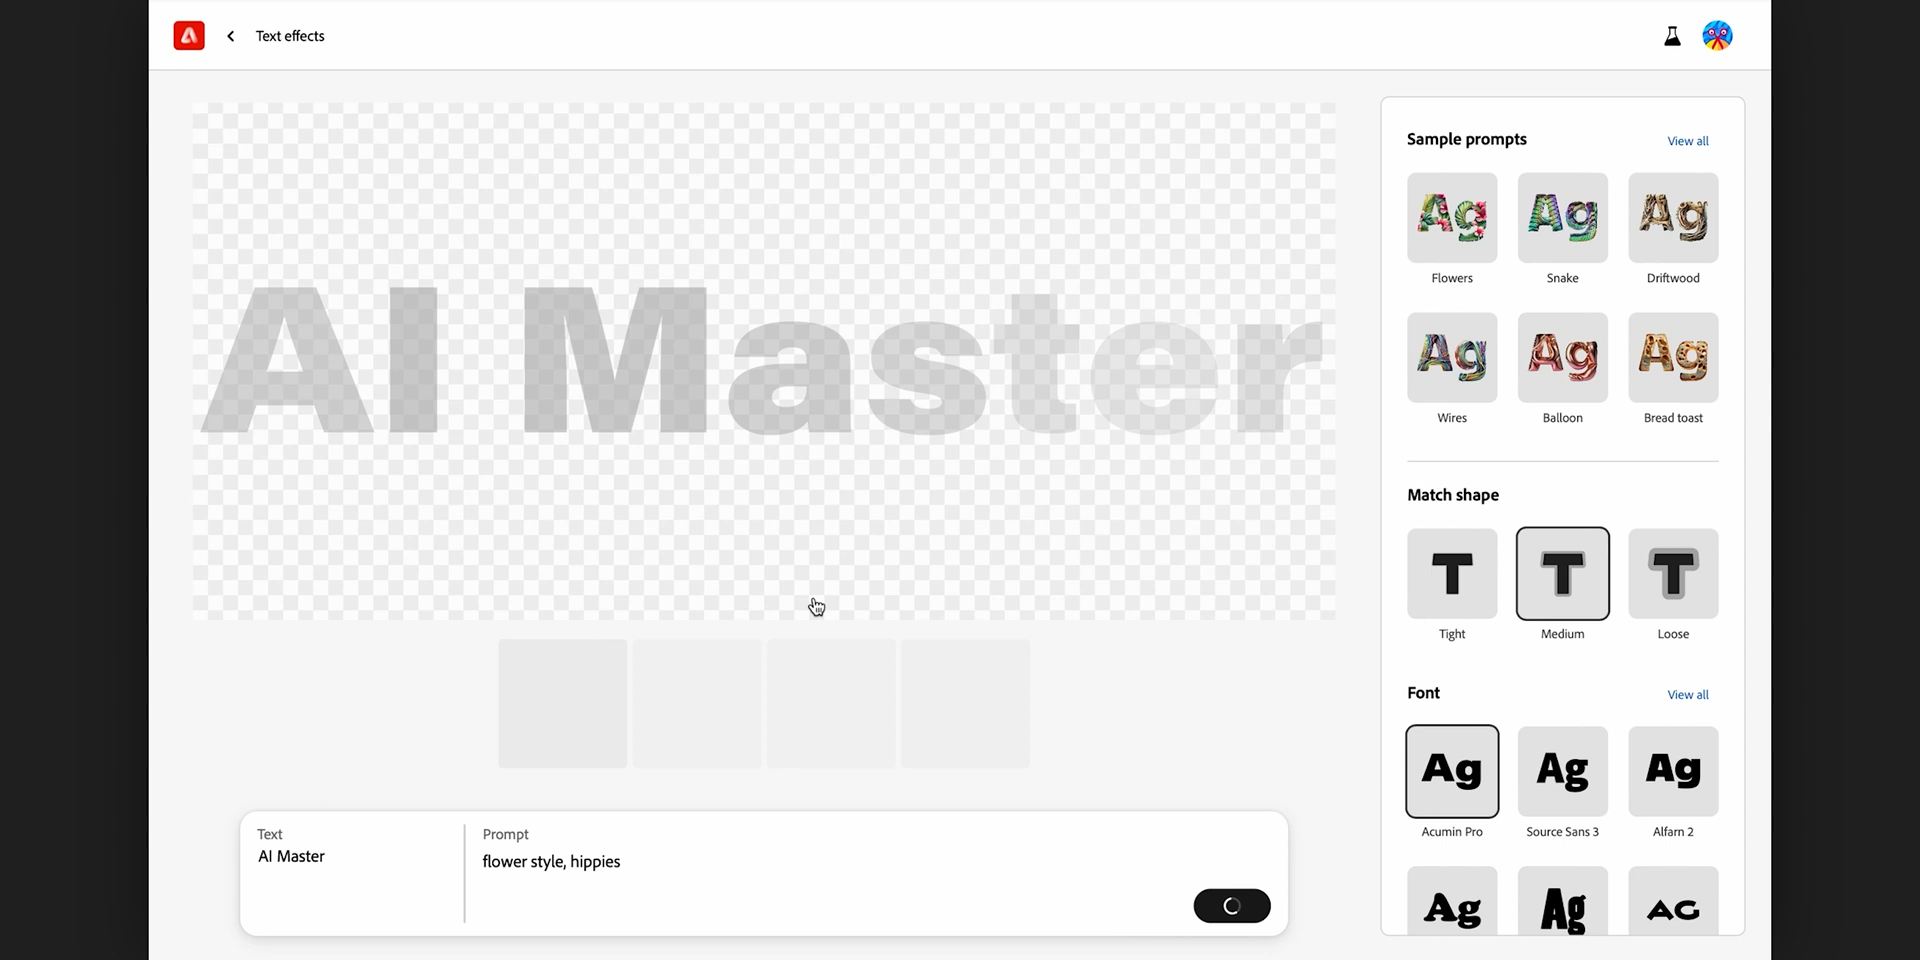 Text effects
AI Master
Text
AI Master
Prompt
flower style, hippies
Sample prompts
View all
Ag
Ag
Ag
Flowers
Snake
Driftwood
Ag
Ag
Ag
Wires
Balloon
Bread toast
Match shape
T
T
T
Tight
Medium
Loose
Font
View all
Ag
Ag
Ag
Acumin Pro
Source Sans 3
Alfarn 2
Ag
Ag
AG